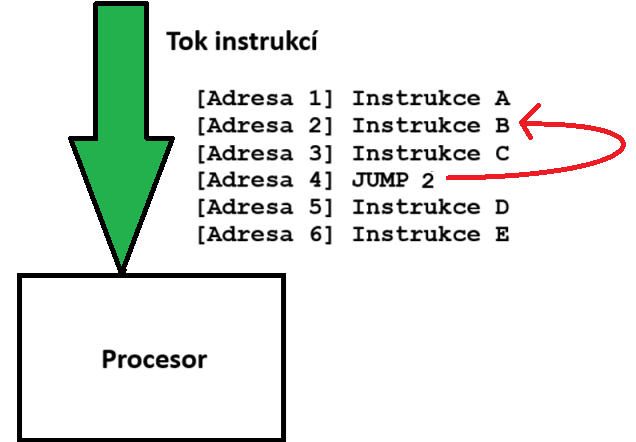 Tok instrukcí
[Adresa 1] Instrukce A
[Adresa 2] Instrukce B
[Adresa 3] Instrukce C
[Adresa 4] JUMP 2
[Adresa 5] Instrukce D
[Adresa 6] Instrukce E
Procesor